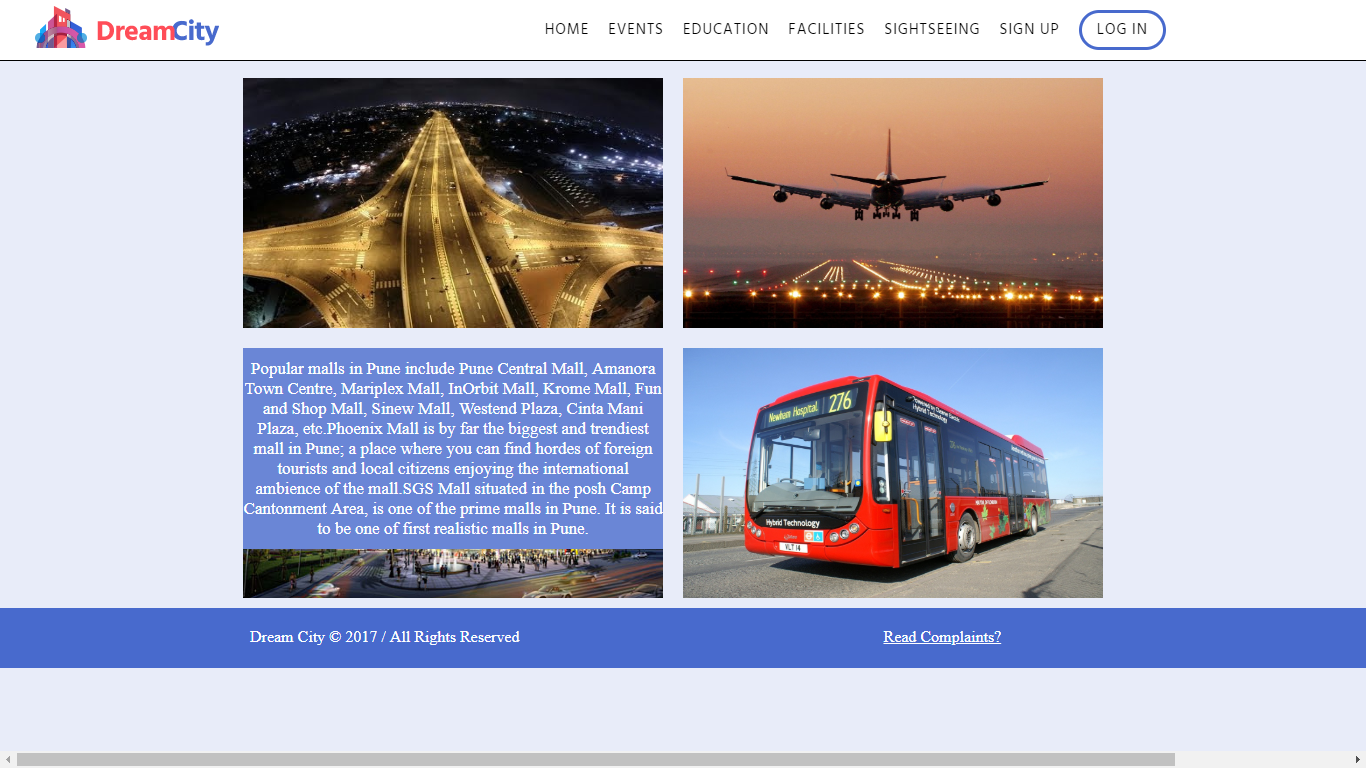 DreamCity
HOME EVENTS EDUCATION FACILITIES SIGHTSEEING SIGN UP LOG IN
Popular malls in Pune include Pune Central Mall, Amanora
Town Centre, Mariplex Mall, InOrbit Mall, Krome Mall, Fun
and Shop Mall, Sinew Mall, Westend Plaza, Cinta Mani
Plaza, etc.Phoenix Mall is by far the biggest and trendiest
mall in Pune; a place where you can find hordes of foreign
tourists and local citizens enjoying the international
ambience of the mall.SGS Mall situated in the posh Camp
Cantonment Area, is one of the prime malls in Pune. It is said
to be one of first realistic malls in Pune.
Newham Hospital 276
Hybrid Technology
VLT 14
Dream City © 2017 / All Rights Reserved
Read Complaints?